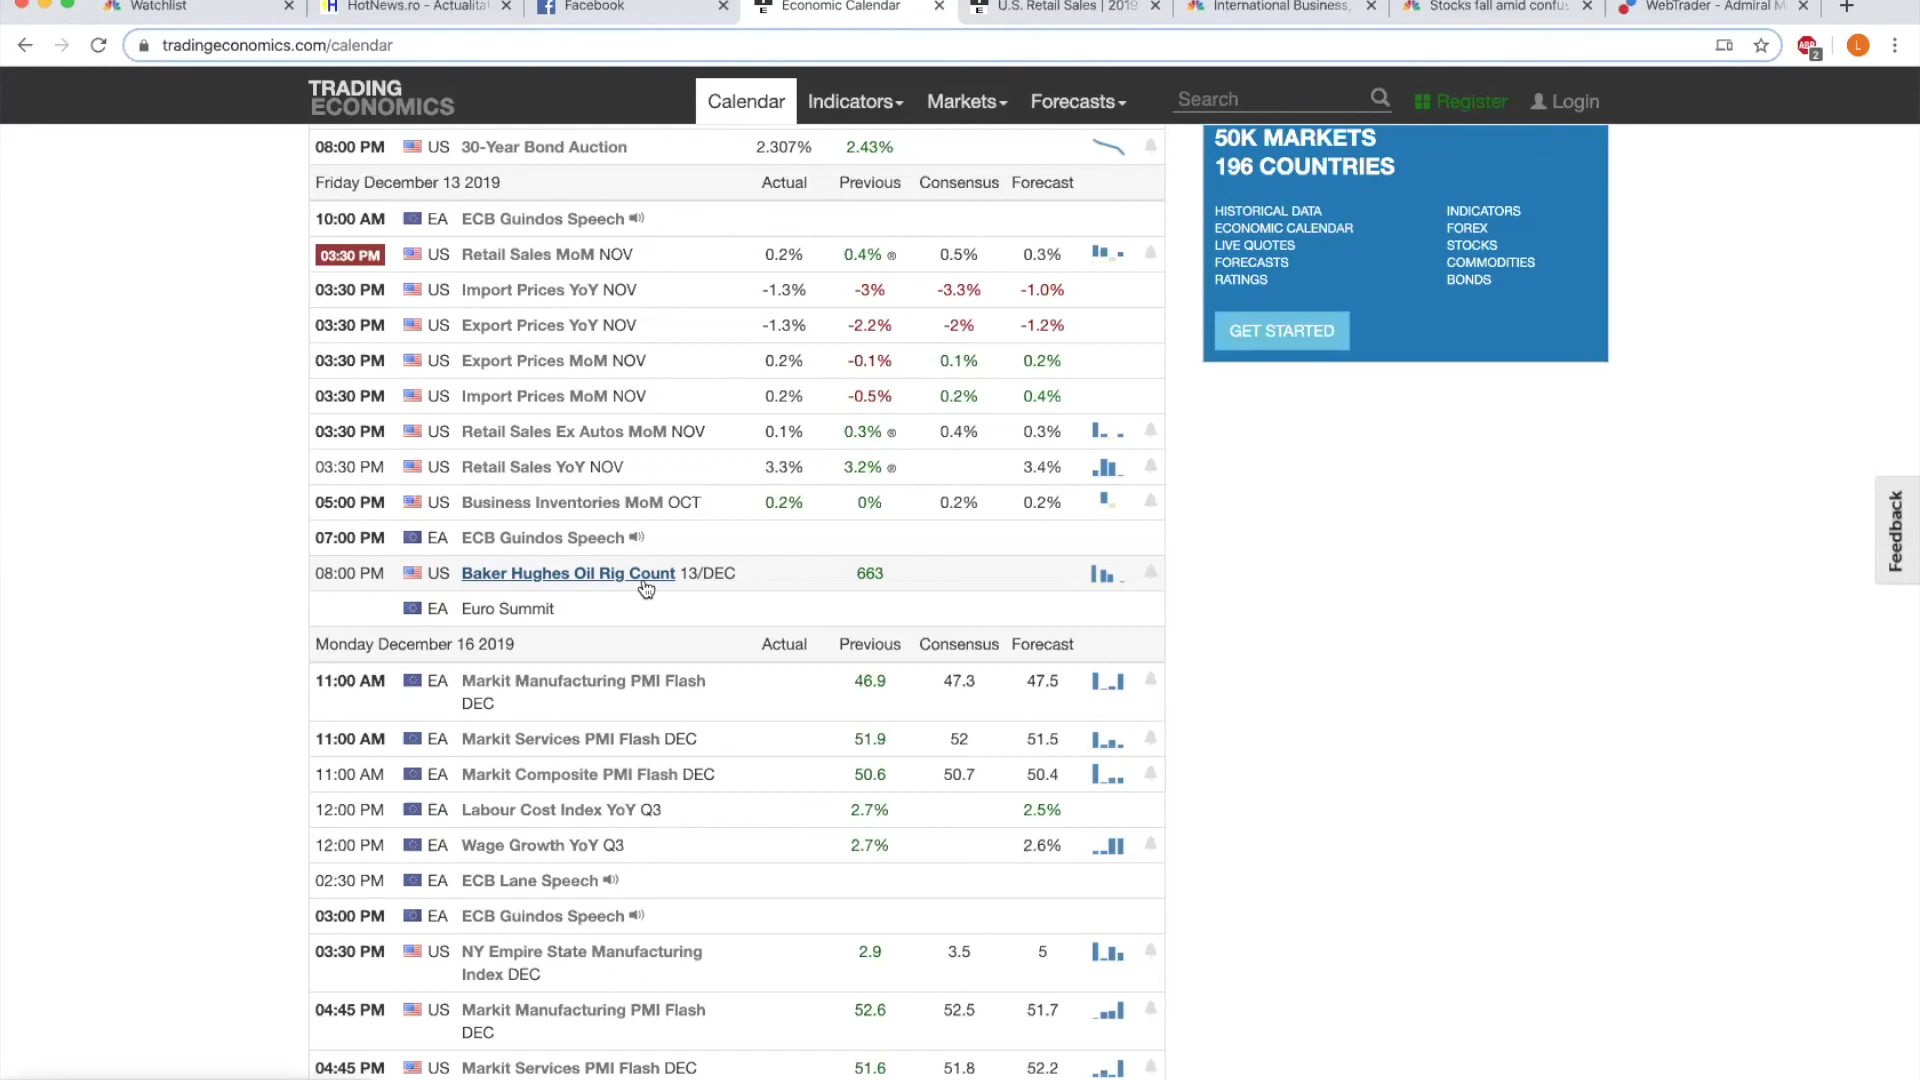 Watchlist
HotNews.ro - Actualitat
Facebook
Economic Calendar
U.S. Retail Sales | 2019
International Business,
Stocks fall amid confus
WebTrader - Admiral M
tradingeconomics.com/calendar
ABP
2
L
TRADING
ECONOMICS
Calendar Indicators Markets Forecasts
Search
Register
Login
08:00 PM US 30-Year Bond Auction 2.307% 2.43%
Friday December 13 2019 Actual Previous Consensus Forecast
10:00 AM EA ECB Guindos Speech
03:30 PM US Retail Sales MoM NOV 0.2% 0.4% ® 0.5% 0.3%
03:30 PM US Import Prices YoY NOV -1.3% -3% -3.3% -1.0%
03:30 PM US Export Prices YoY NOV -1.3% -2.2% -2% -1.2%
03:30 PM US Export Prices MoM NOV 0.2% -0.1% 0.1% 0.2%
03:30 PM US Import Prices MoM NOV 0.2% -0.5% 0.2% 0.4%
03:30 PM US Retail Sales Ex Autos MoM NOV 0.1% 0.3% ® 0.4% 0.3%
03:30 PM US Retail Sales YoY NOV 3.3% 3.2% ® 3.4%
05:00 PM US Business Inventories MoM OCT 0.2% 0% 0.2% 0.2%
07:00 PM EA ECB Guindos Speech
08:00 PM US Baker Hughes Oil Rig Count 13/DEC 663
EA Euro Summit
Monday December 16 2019 Actual Previous Consensus Forecast
11:00 AM EA Markit Manufacturing PMI Flash 46.9 47.3 47.5
DEC
11:00 AM EA Markit Services PMI Flash DEC 51.9 52 51.5
11:00 AM EA Markit Composite PMI Flash DEC 50.6 50.7 50.4
12:00 PM EA Labour Cost Index YoY Q3 2.7% 2.5%
12:00 PM EA Wage Growth YoY Q3 2.7% 2.6%
02:30 PM EA ECB Lane Speech
03:00 PM EA ECB Guindos Speech
03:30 PM US NY Empire State Manufacturing 2.9 3.5 5
Index DEC
04:45 PM US Markit Manufacturing PMI Flash 52.6 52.5 51.7
DEC
04:45 PM US Markit Services PMI Flash DEC 51.6 51.8 52.2
50K MARKETS
196 COUNTRIES
HISTORICAL DATA INDICATORS
ECONOMIC CALENDAR FOREX
LIVE QUOTES STOCKS
FORECASTS COMMODITIES
RATINGS BONDS
GET STARTED
Feedback